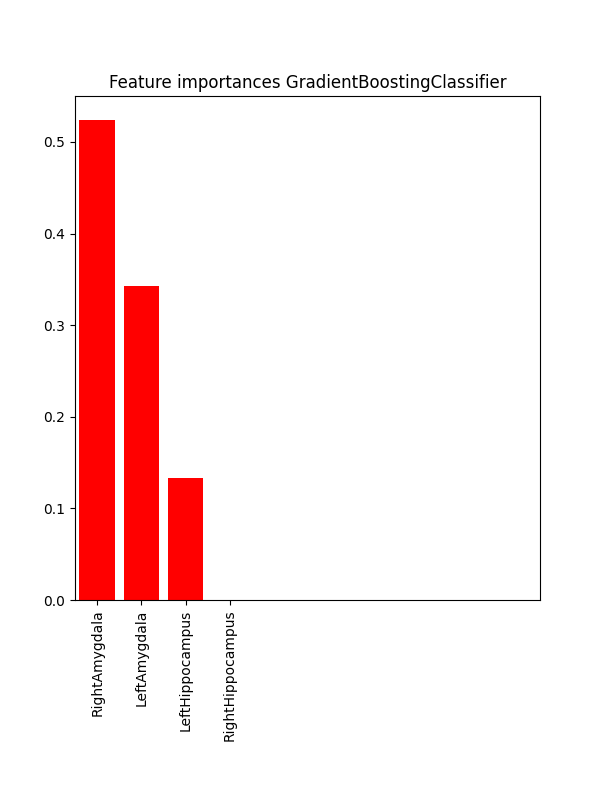 Feature importances GradientBoostingClassifier
0.5
0.4
0.3
0.2
0.1
0.0
RightAmygdala
LeftAmygdala
LeftHippocampus
RightHippocampus